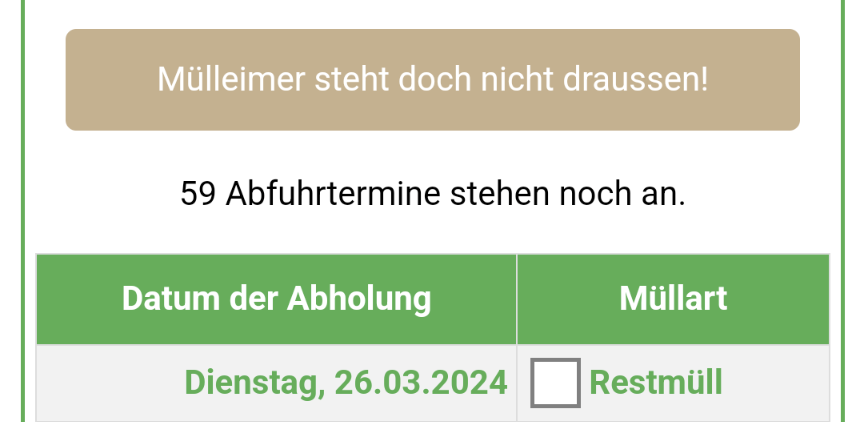 Mülleimer steht doch nicht draussen!
59 Abfuhrtermine stehen noch an.
Datum der Abholung Müllart
Dienstag, 26.03.2024 Restmüll